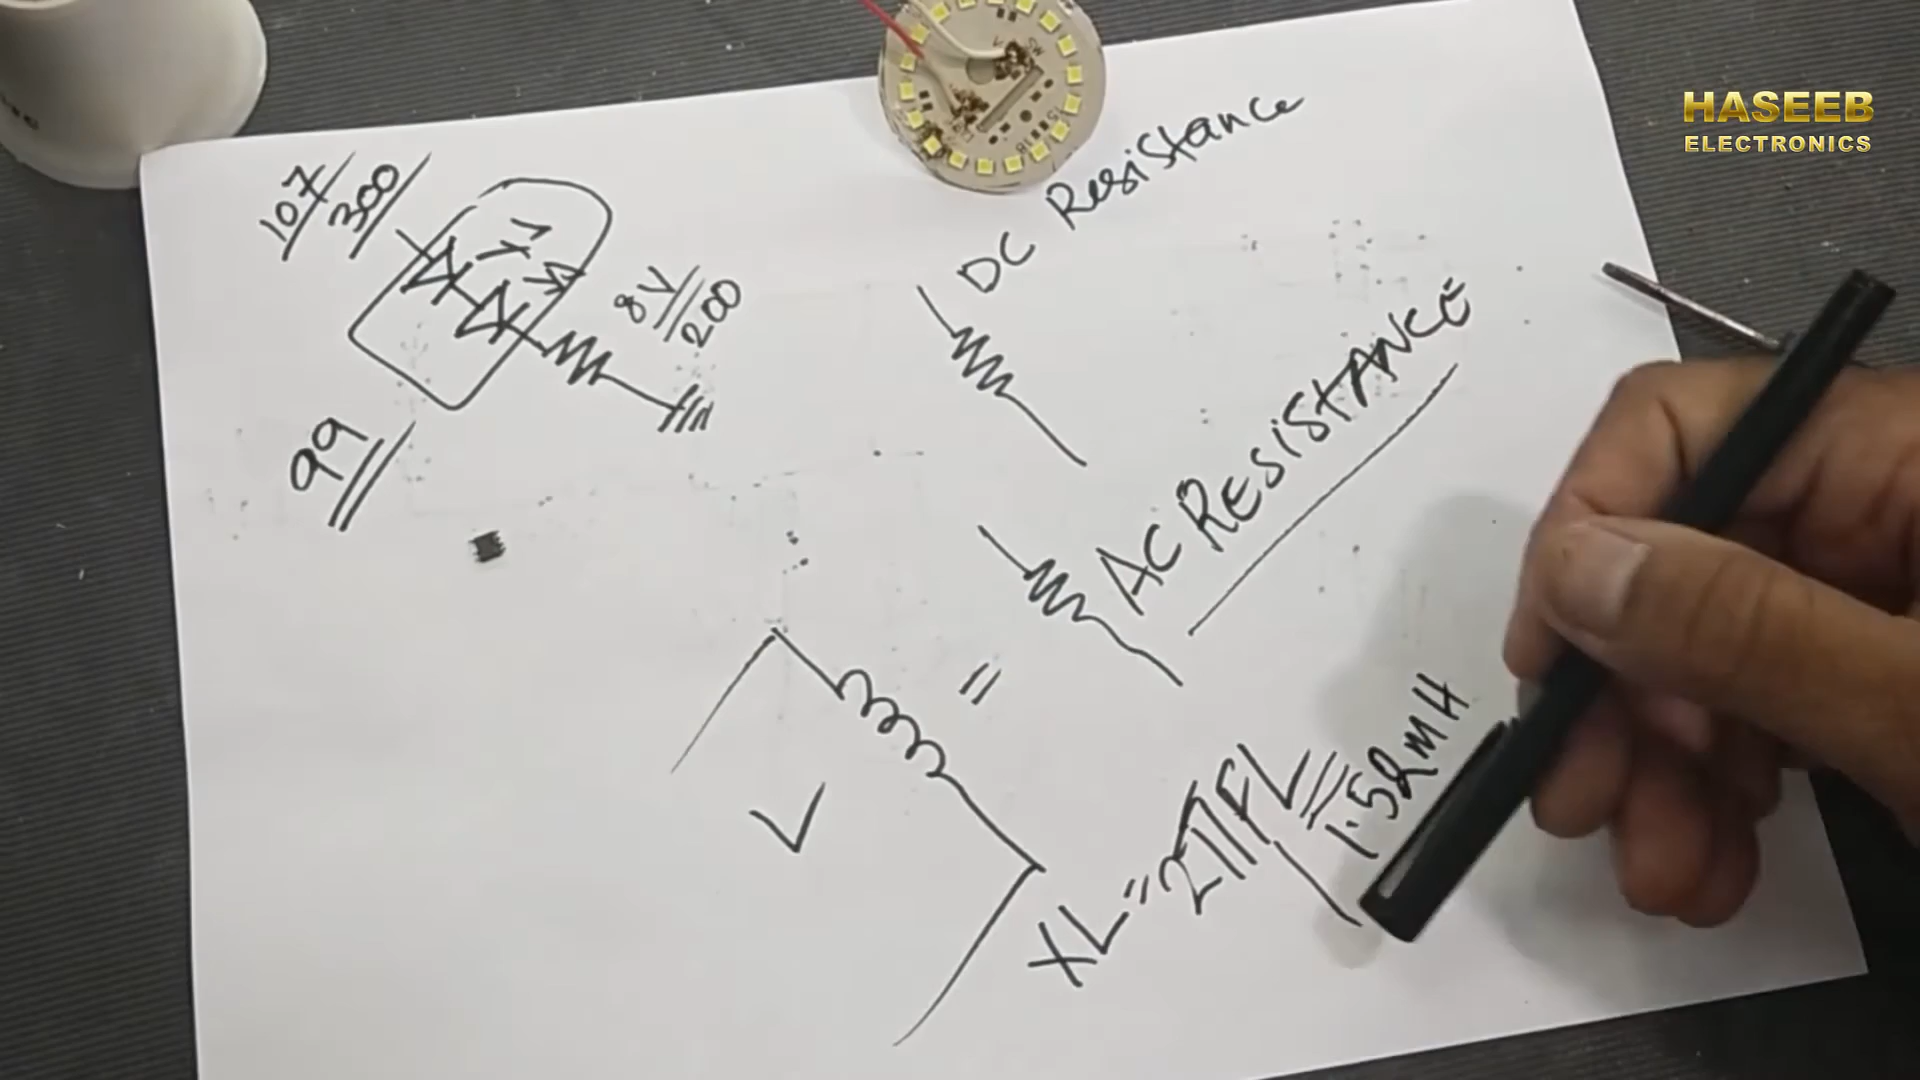 HASEEB
ELECTRONICS
107
300
8V
200
99
DC Resistance
AC RESISTANCE
=
L
XL = 2πFL
1.52mH